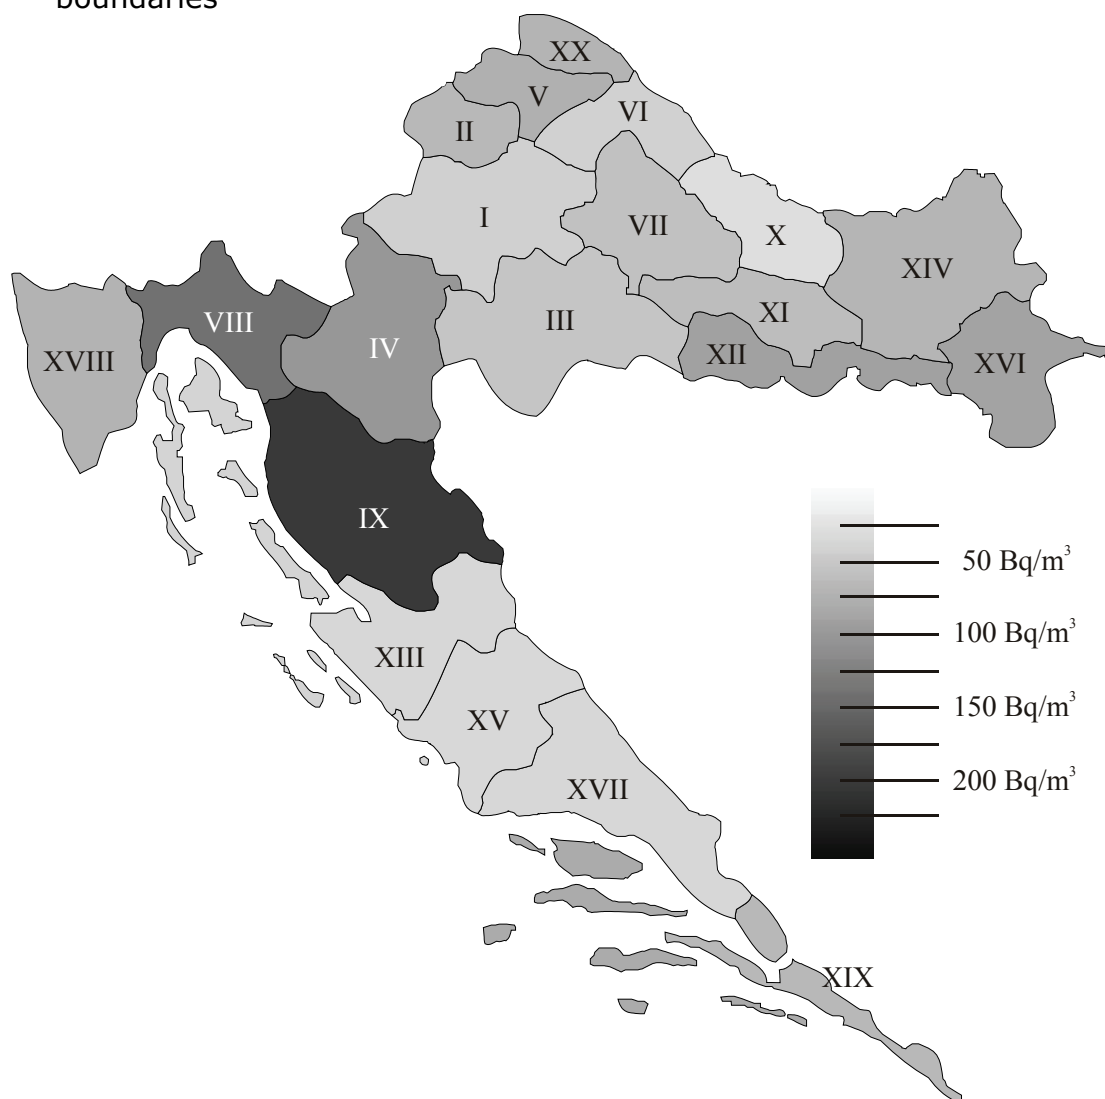 boundaries
XX
V
VI
II
I
VII
X
XIV
III
XI
VIII
IV
XII
XVIII
XVI
IX
50 Bq/m³
100 Bq/m³
XIII
150 Bq/m³
XV
200 Bq/m³
XVII
XIX